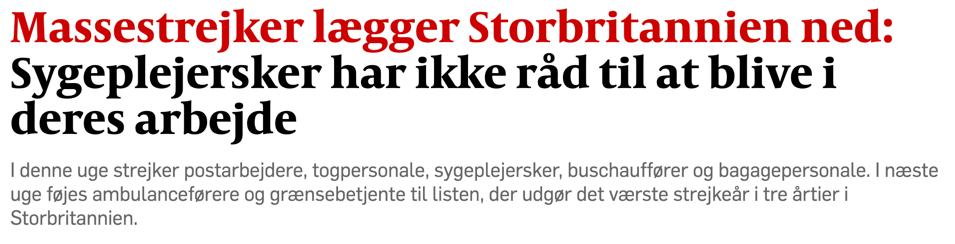 Massestrejker lægger Storbritannien ned:
Sygeplejersker har ikke råd til at blive i
deres arbejde
I denne uge strejker postarbejdere, togpersonale, sygeplejersker, buschauffører og bagagepersonale. I næste
uge føjes ambulanceførere og grænsebetjente til listen, der udgør det værste strejkeår i tre årtier i
Storbritannien.